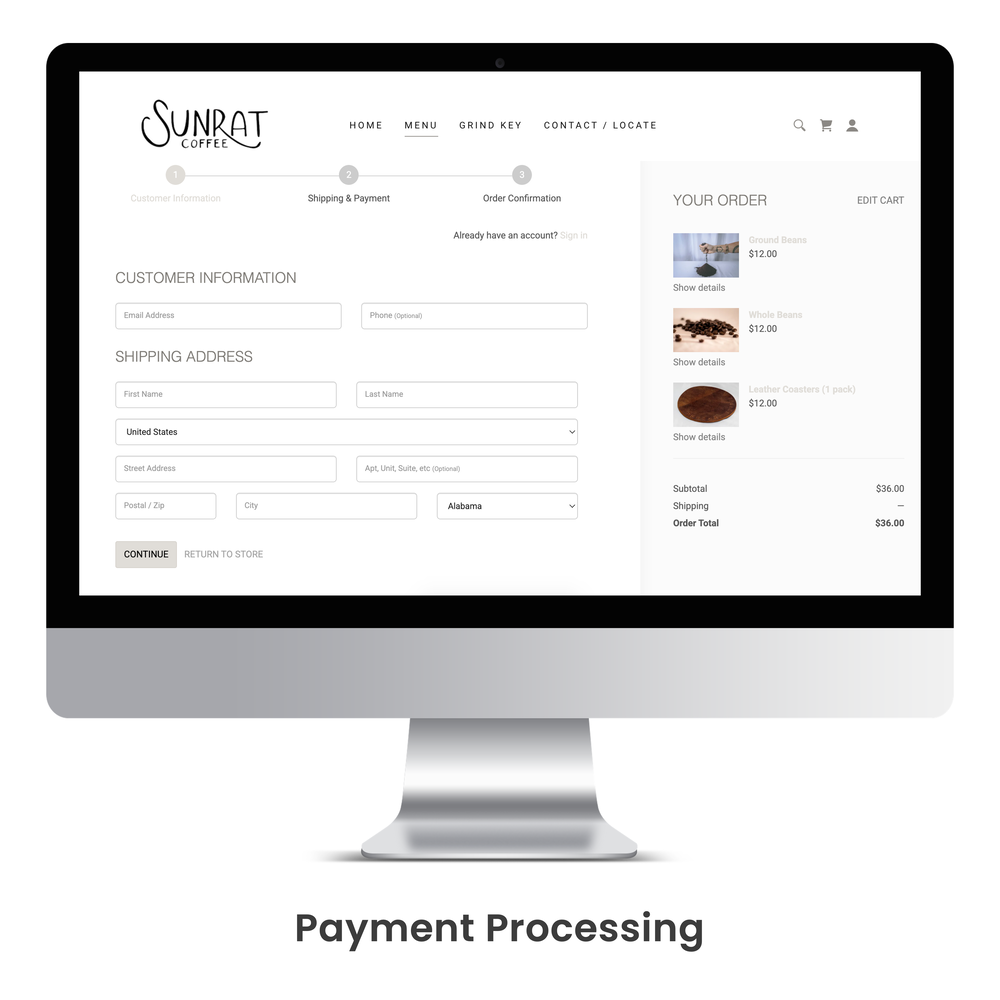 SUNRAT
COFFEE
HOME MENU GRIND KEY CONTACT / LOCATE
1 2 3
Customer Information Shipping & Payment Order Confirmation
Already have an account? Sign in
CUSTOMER INFORMATION
Email Address Phone (Optional)
SHIPPING ADDRESS
First Name Last Name
United States
Street Address Apt, Unit, Suite, etc (Optional)
Postal / Zip City Alabama
CONTINUE RETURN TO STORE
YOUR ORDER EDIT CART
Ground Beans
$12.00
Show details
Whole Beans
$12.00
Show details
Leather Coasters (1 pack)
$12.00
Show details
Subtotal $36.00
Shipping —
Order Total $36.00
Payment Processing